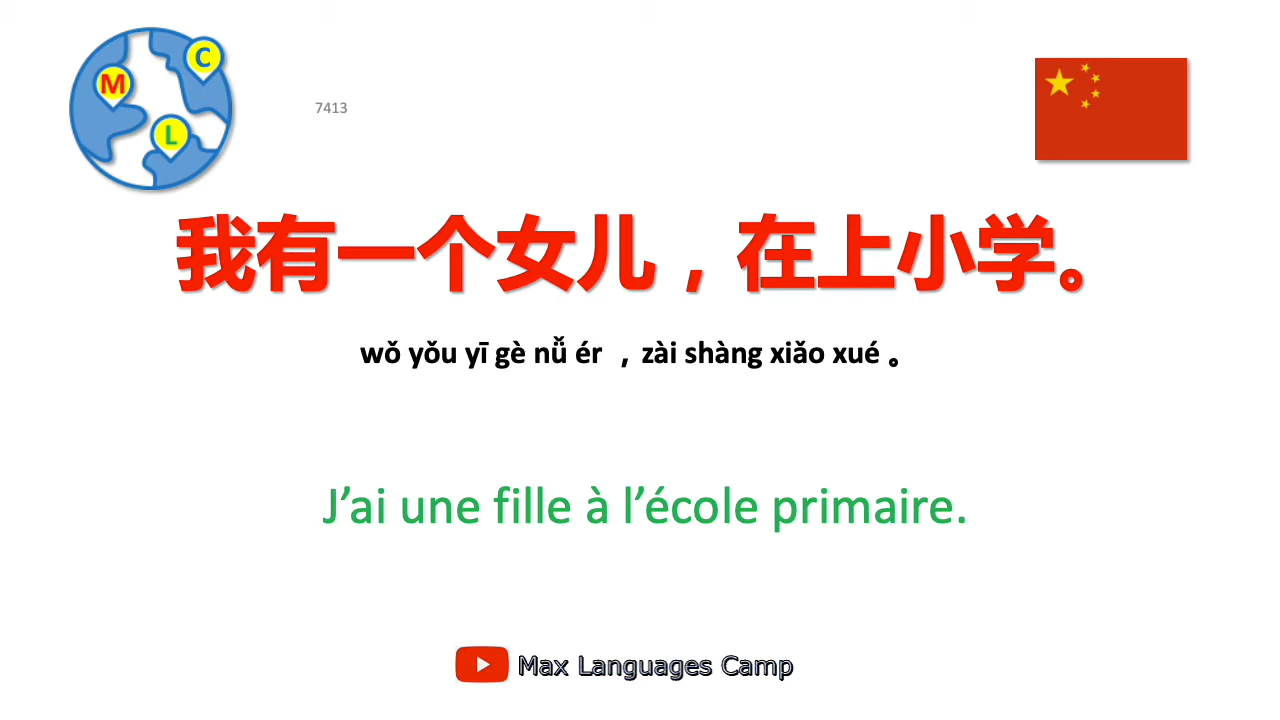 M
C
L
7413
我有一个女儿，在上小学。
wǒ yǒu yī gè nǚ ér ，zài shàng xiǎo xué 。
J’ai une fille à l’école primaire.
Max Languages Camp